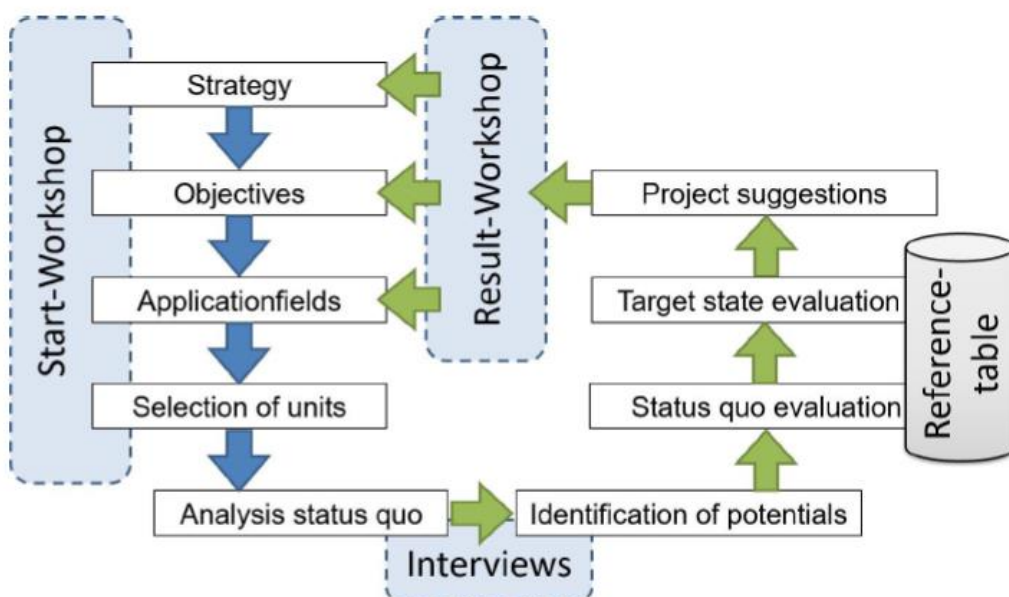 Start-Workshop
Strategy
Objectives
Applicationfields
Selection of units
Analysis status quo
Interviews
Identification of potentials
Status quo evaluation
Target state evaluation
Project suggestions
Reference-
table
Result-Workshop